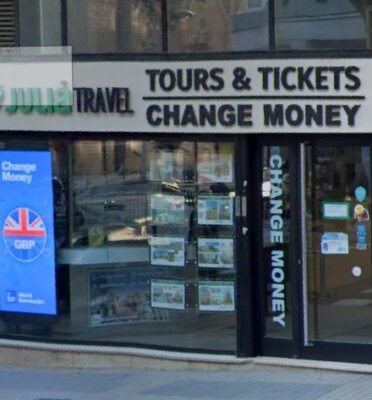 JULIÀ TRAVEL
TOURS & TICKETS
CHANGE MONEY
Change
Money
GBP
CHANGE MONEY